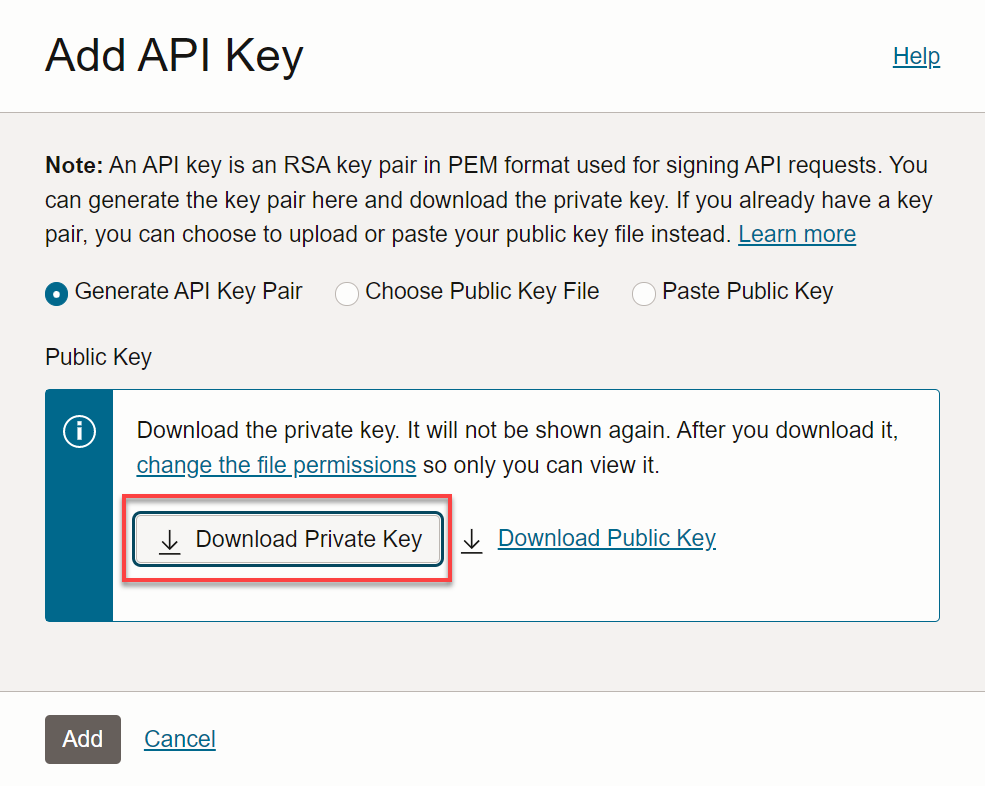 Add API Key
Help
Note: An API key is an RSA key pair in PEM format used for signing API requests. You
can generate the key pair here and download the private key. If you already have a key
pair, you can choose to upload or paste your public key file instead. Learn more
Generate API Key Pair Choose Public Key File Paste Public Key
Public Key
Download the private key. It will not be shown again. After you download it,
change the file permissions so only you can view it.
Download Private Key Download Public Key
Add Cancel